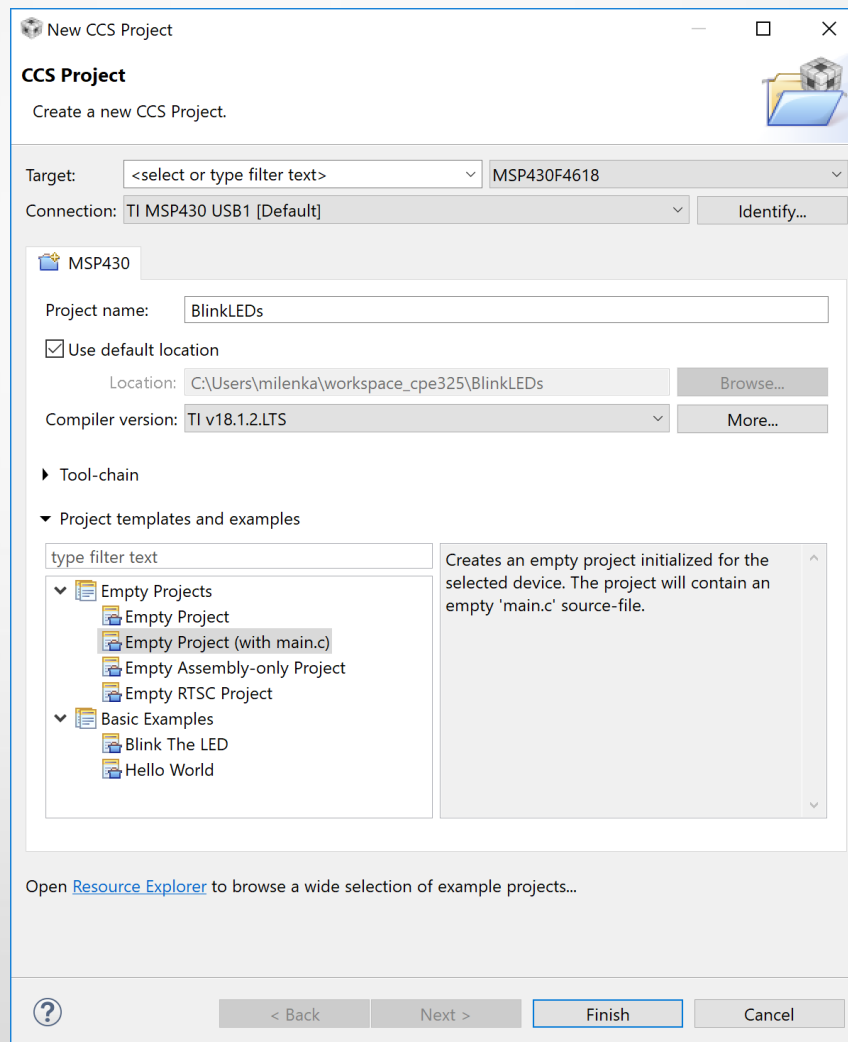 New CCS Project
CCS Project
Create a new CCS Project.
Target: <select or type filter text> MSP430F4618
Connection: TI MSP430 USB1 [Default] Identify...
MSP430
Project name: BlinkLEDs
Use default location
Location: C:\Users\milenka\workspace_cpe325\BlinkLEDs Browse...
Compiler version: TI v18.1.2.LTS More...
Tool-chain
Project templates and examples
type filter text
Empty Projects
Empty Project
Empty Project (with main.c)
Empty Assembly-only Project
Empty RTSC Project
Basic Examples
Blink The LED
Hello World
Creates an empty project initialized for the
selected device. The project will contain an
empty 'main.c' source-file.
Open Resource Explorer to browse a wide selection of example projects...
? < Back Next > Finish Cancel